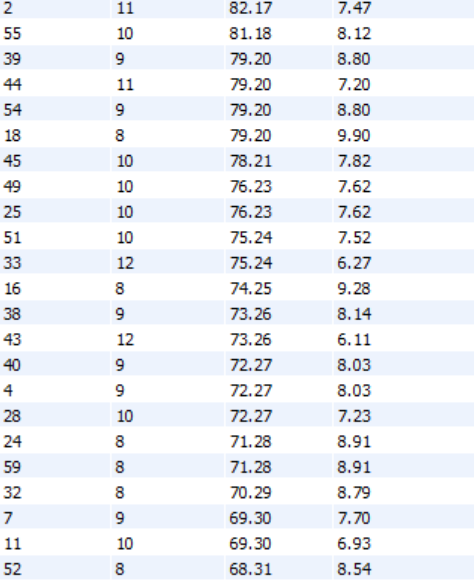 2 11 82.17 7.47
55 10 81.18 8.12
39 9 79.20 8.80
44 11 79.20 7.20
54 9 79.20 8.80
18 8 79.20 9.90
45 10 78.21 7.82
49 10 76.23 7.62
25 10 76.23 7.62
51 10 75.24 7.52
33 12 75.24 6.27
16 8 74.25 9.28
38 9 73.26 8.14
43 12 73.26 6.11
40 9 72.27 8.03
4 9 72.27 8.03
28 10 72.27 7.23
24 8 71.28 8.91
59 8 71.28 8.91
32 8 70.29 8.79
7 9 69.30 7.70
11 10 69.30 6.93
52 8 68.31 8.54